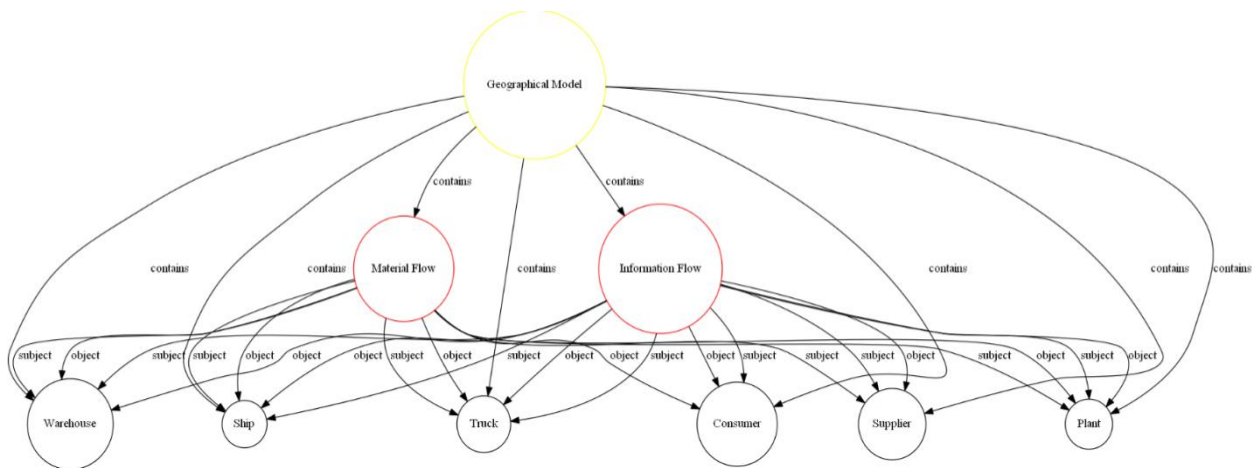 Geographical Model
contains
contains
Material Flow
Information Flow
contains
contains
contains
contains
contains
contains
subject
object
subject
subject
object
object
object
subject
object
subject
object
object
subject
object
subject
subject
object
subject
object
subject
object
Warehouse
Ship
Truck
Consumer
Supplier
Plant